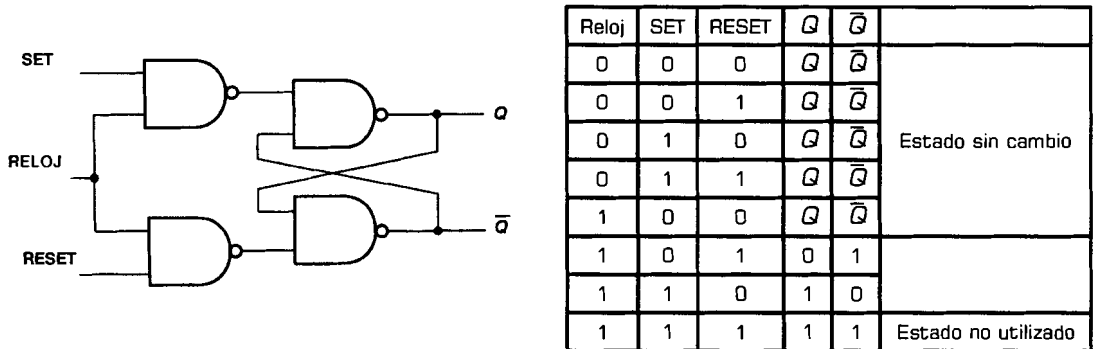 SET
RELOJ
RESET
Q
Q̅
Reloj SET RESET Q Q̅
0 0 0 Q Q̅
0 0 1 Q Q̅
0 1 0 Q Q̅ Estado sin cambio
0 1 1 Q Q̅
1 0 0 Q Q̅
1 0 1 0 1
1 1 0 1 0
1 1 1 1 1 Estado no utilizado